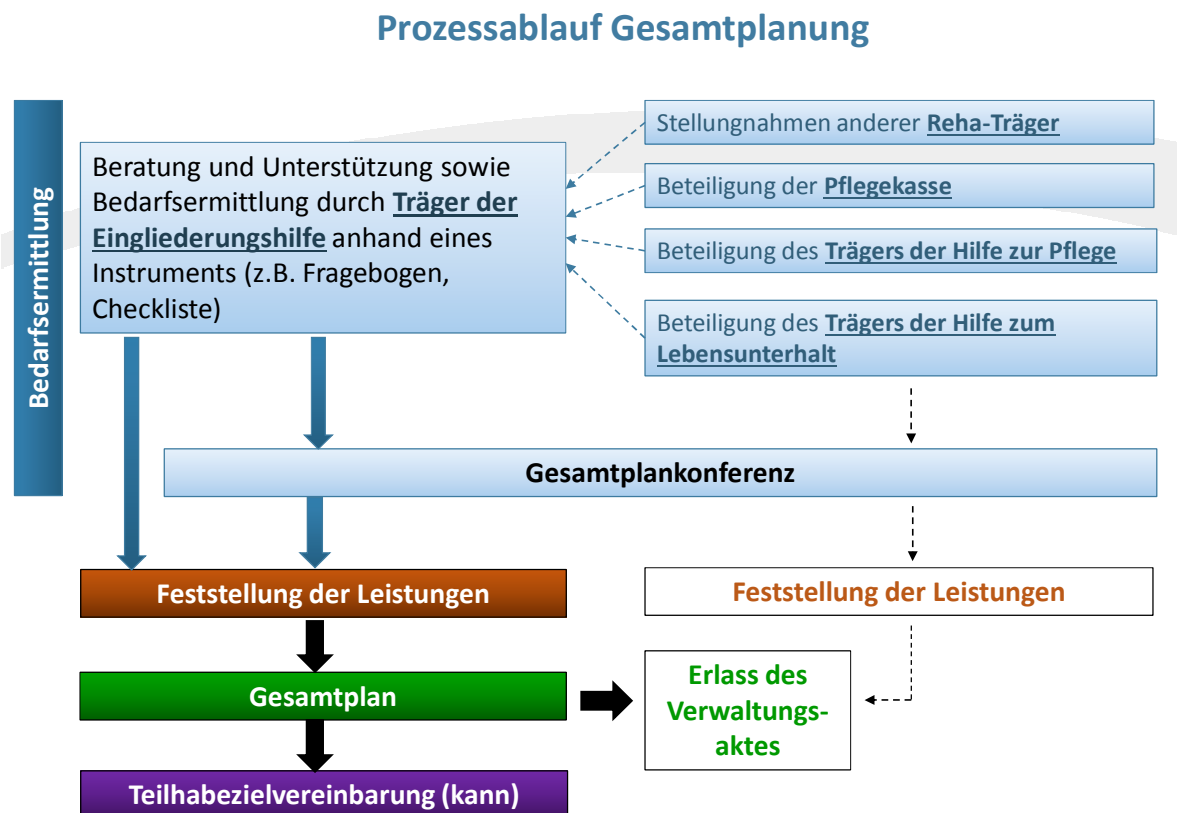 Prozessablauf Gesamtplanung
Bedarfsermittlung
Beratung und Unterstützung sowie
Bedarfsermittlung durch Träger der
Eingliederungshilfe anhand eines
Instruments (z.B. Fragebogen,
Checkliste)
Stellungnahmen anderer Reha-Träger
Beteiligung der Pflegekasse
Beteiligung des Trägers der Hilfe zur Pflege
Beteiligung des Trägers der Hilfe zum
Lebensunterhalt
Gesamtplankonferenz
Feststellung der Leistungen
Feststellung der Leistungen
Gesamtplan
Erlass des
Verwaltungs-
aktes
Teilhabezielvereinbarung (kann)